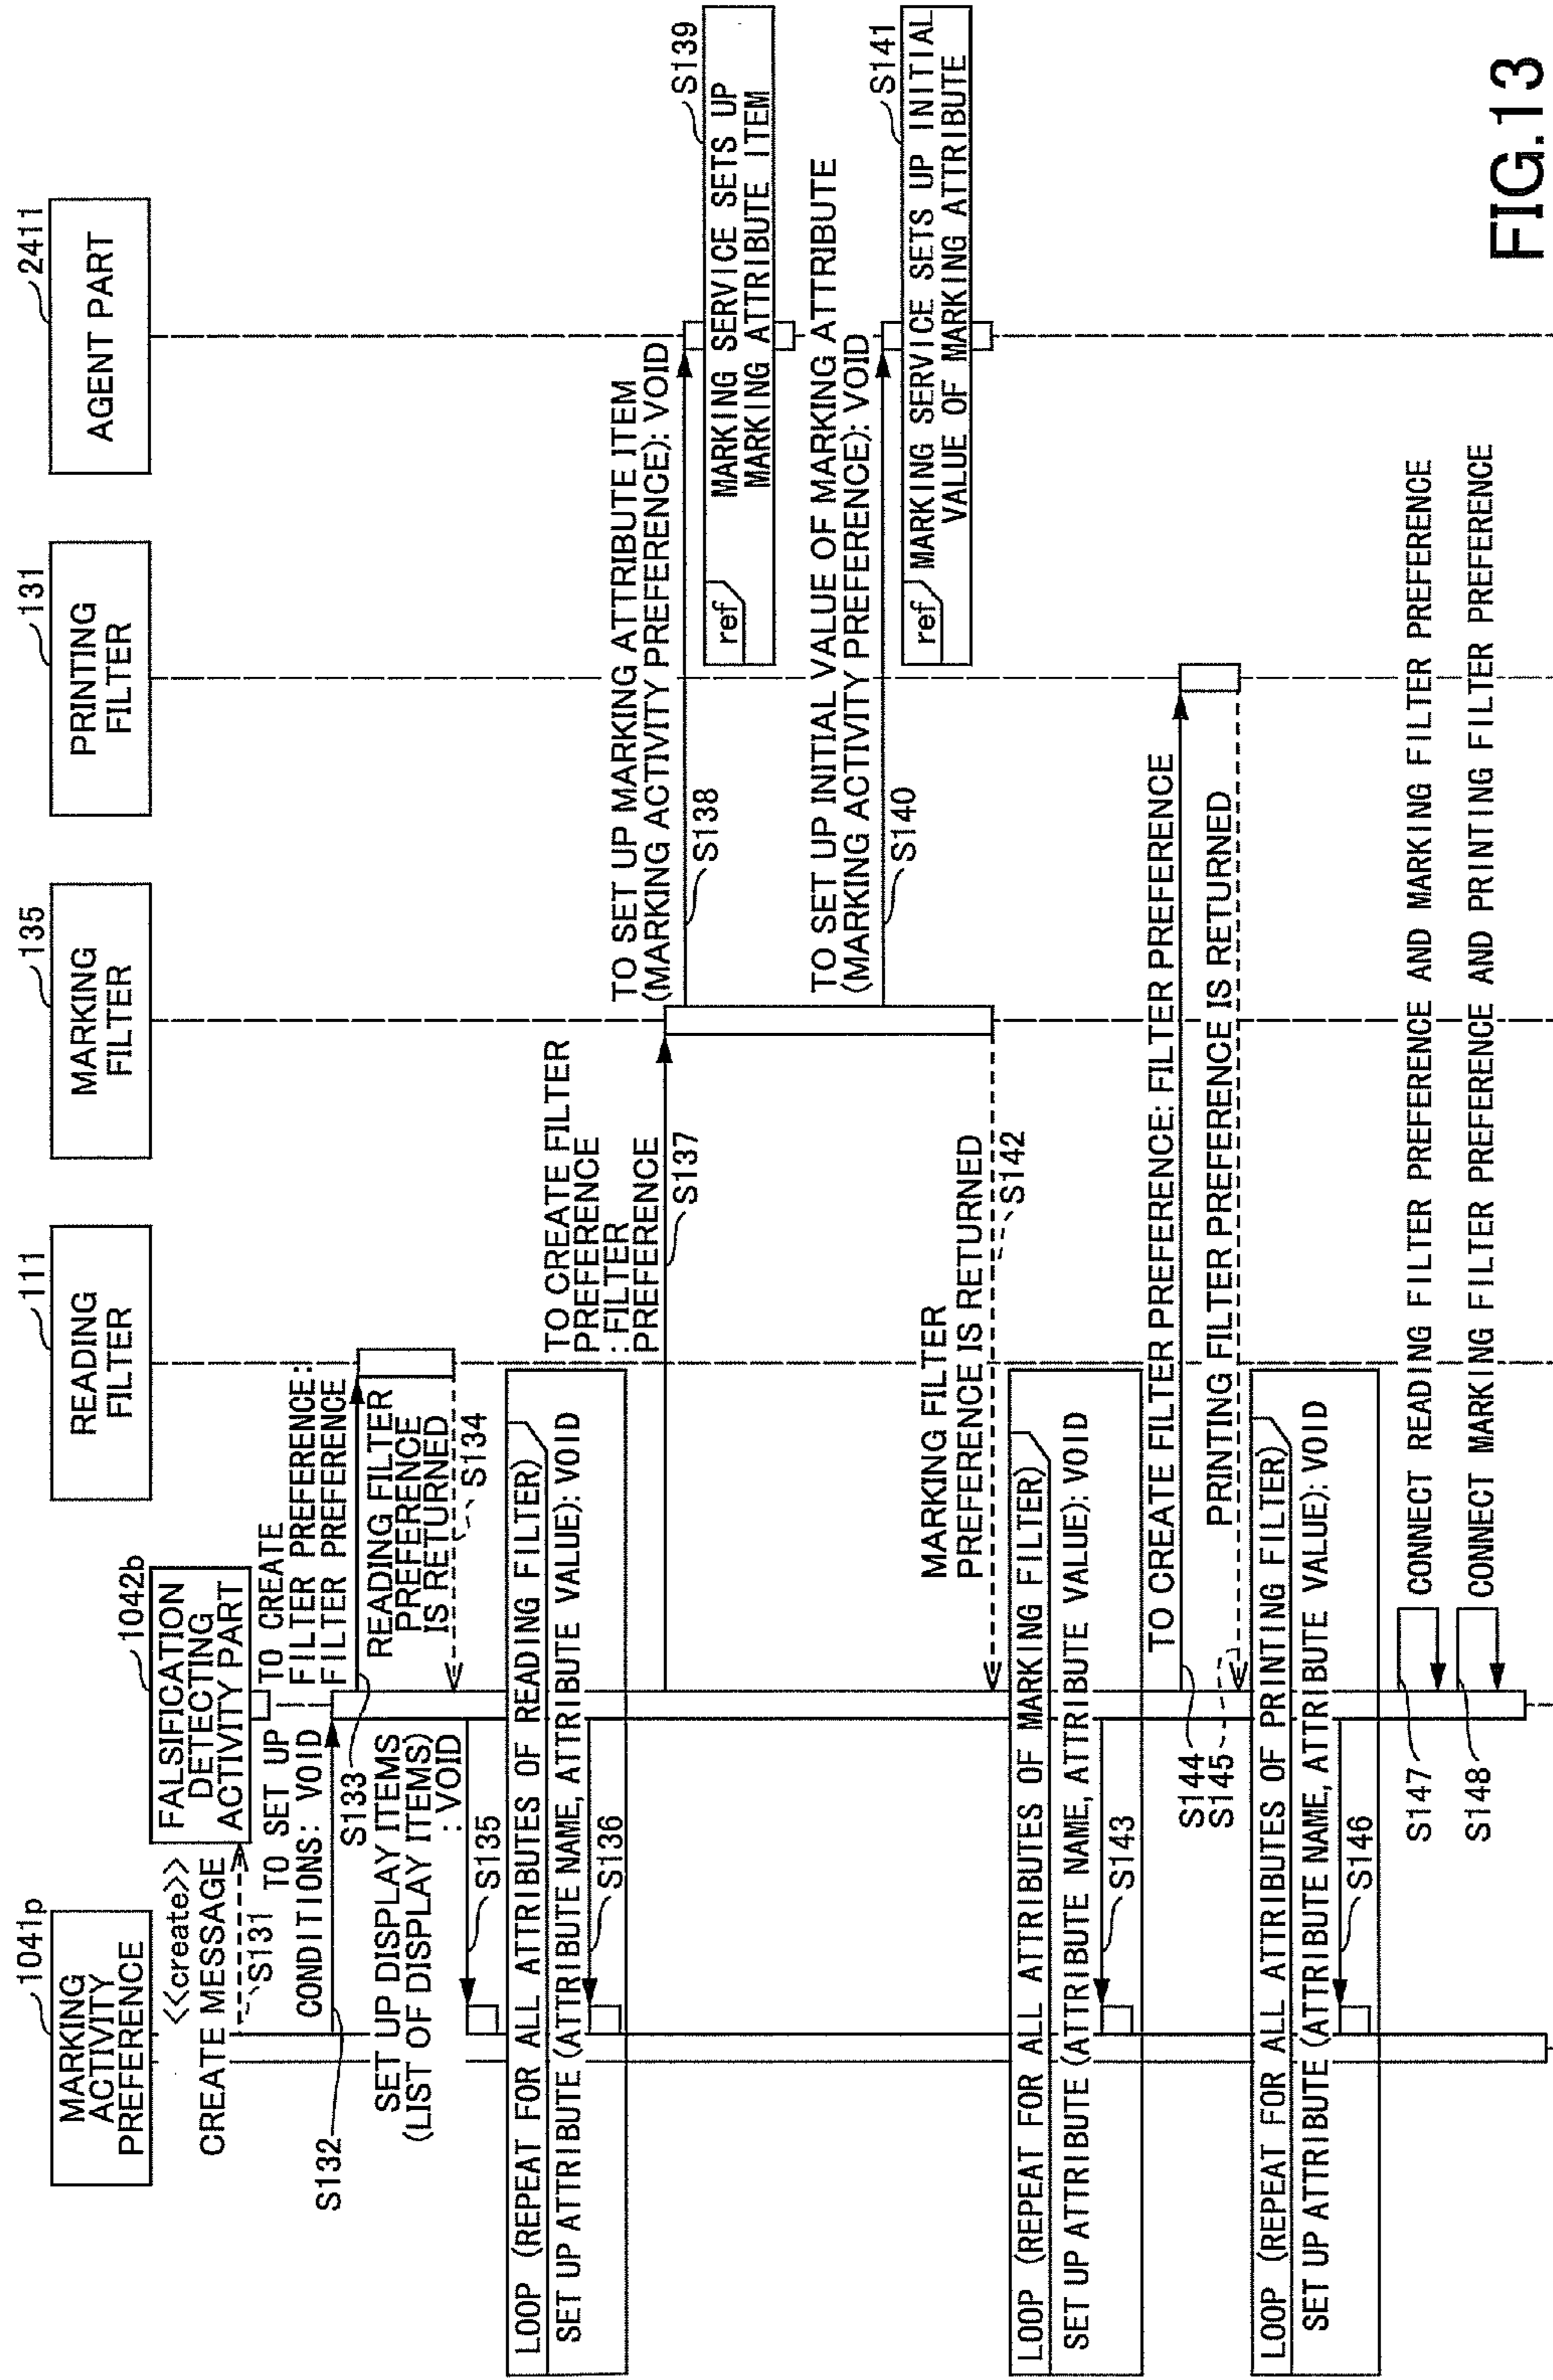 1041p
MARKING
ACTIVITY
PREFERENCE
1042b
FALSIFICATION
DETECTING
ACTIVITY PART
111
READING
FILTER
135
MARKING
FILTER
131
PRINTING
FILTER
2411
AGENT PART
<<create>>
CREATE MESSAGE
S131
TO SET UP
CONDITIONS: VOID
S132
TO CREATE
FILTER PREFERENCE:
FILTER PREFERENCE
S133
READING FILTER
PREFERENCE
IS RETURNED
S134
SET UP DISPLAY ITEMS
(LIST OF DISPLAY ITEMS)
: VOID
S135
LOOP (REPEAT FOR ALL ATTRIBUTES OF READING FILTER)
SET UP ATTRIBUTE (ATTRIBUTE NAME, ATTRIBUTE VALUE): VOID
S136
TO CREATE FILTER
PREFERENCE
: FILTER
PREFERENCE
S137
TO SET UP MARKING ATTRIBUTE ITEM
(MARKING ACTIVITY PREFERENCE): VOID
S138
S139
ref
MARKING SERVICE SETS UP
MARKING ATTRIBUTE ITEM
TO SET UP INITIAL VALUE OF MARKING ATTRIBUTE
(MARKING ACTIVITY PREFERENCE): VOID
S140
S141
ref
MARKING SERVICE SETS UP INITIAL
VALUE OF MARKING ATTRIBUTE
MARKING FILTER
PREFERENCE IS RETURNED
S142
LOOP (REPEAT FOR ALL ATTRIBUTES OF MARKING FILTER)
SET UP ATTRIBUTE (ATTRIBUTE NAME, ATTRIBUTE VALUE): VOID
S143
TO CREATE FILTER PREFERENCE: FILTER PREFERENCE
S144
PRINTING FILTER PREFERENCE IS RETURNED
S145
LOOP (REPEAT FOR ALL ATTRIBUTES OF PRINTING FILTER)
SET UP ATTRIBUTE (ATTRIBUTE NAME, ATTRIBUTE VALUE): VOID
S146
CONNECT READING FILTER PREFERENCE AND MARKING FILTER PREFERENCE
S147
CONNECT MARKING FILTER PREFERENCE AND PRINTING FILTER PREFERENCE
S148
FIG.13